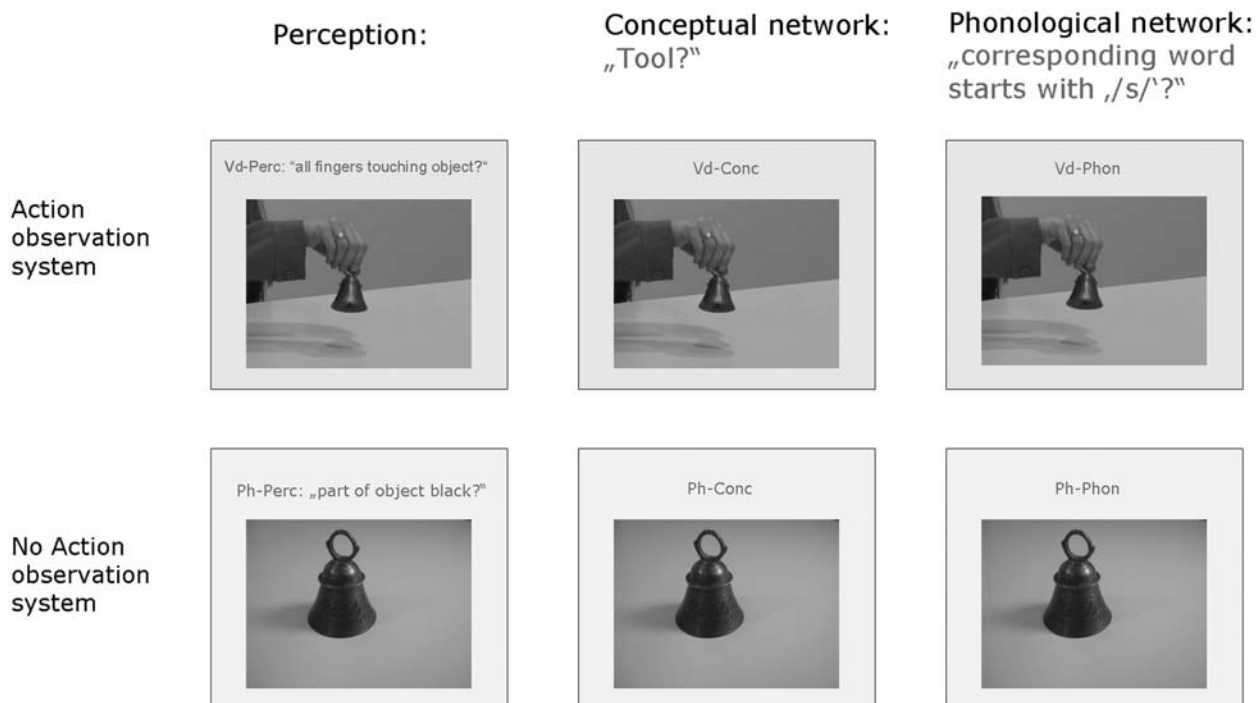 Perception:
Conceptual network:
„Tool?“
Phonological network:
„corresponding word
starts with ‚/s/‘?“
Action
observation
system
Vd-Perc: “all fingers touching object?“
Vd-Conc
Vd-Phon
No Action
observation
system
Ph-Perc: „part of object black?“
Ph-Conc
Ph-Phon